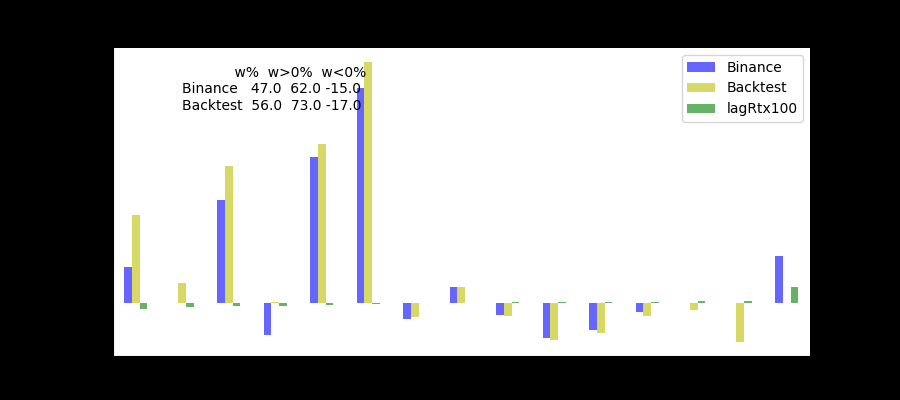 w% w>0% w<0%
Binance 47.0 62.0 -15.0
Backtest 56.0 73.0 -17.0
Binance
Backtest
lagRtx100